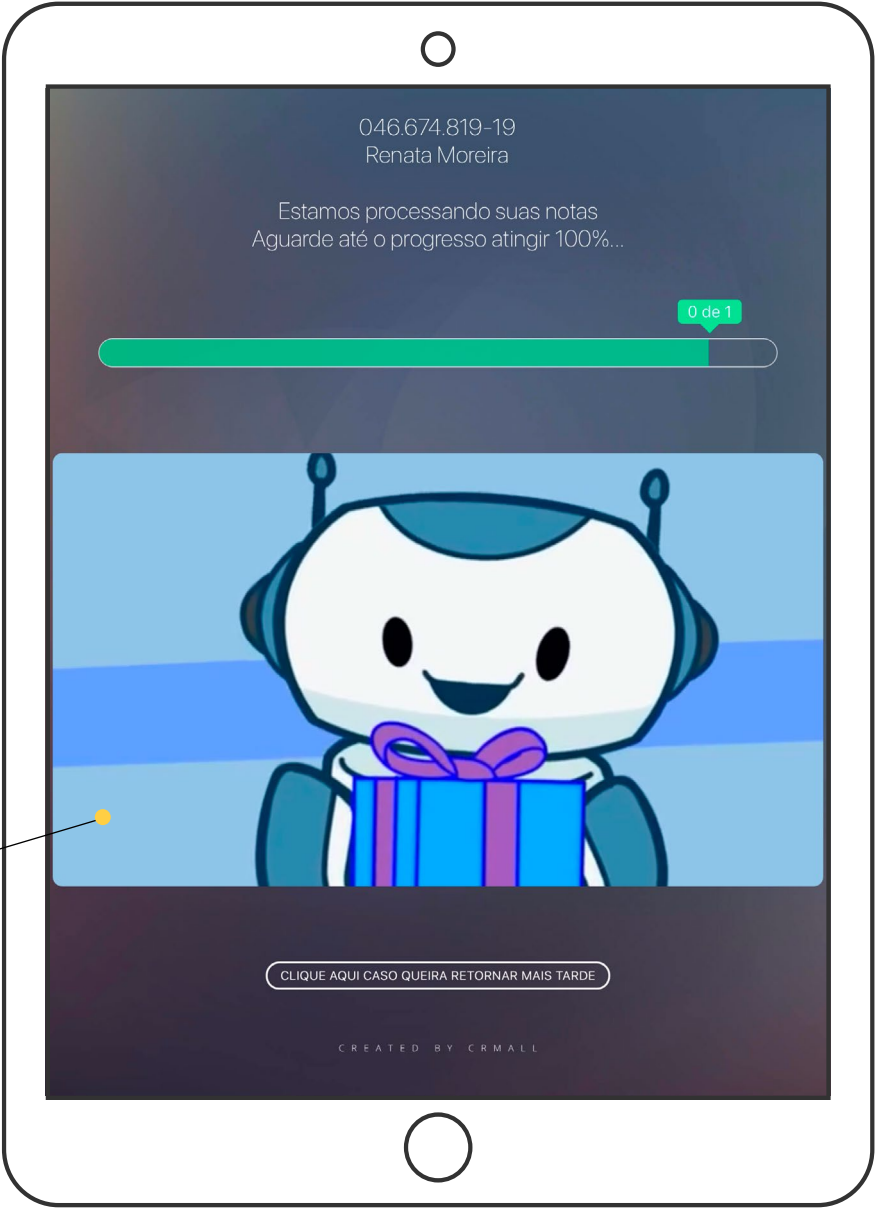 046.674.819-19
Renata Moreira
Estamos processando suas notas
Aguarde até o progresso atingir 100%...
0 de 1
CLIQUE AQUI CASO QUEIRA RETORNAR MAIS TARDE
CREATED BY CRMALL